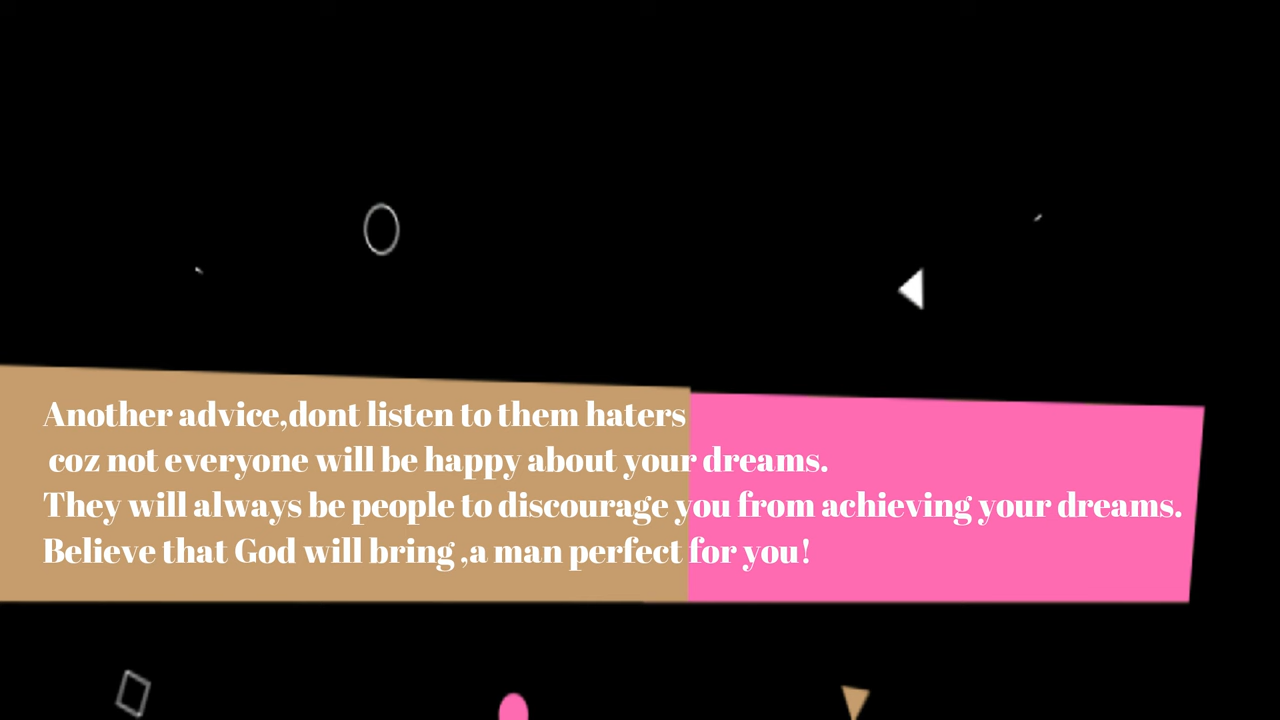 Another advice,dont listen to them haters
coz not everyone will be happy about your dreams.
They will always be people to discourage you from achieving your dreams.
Believe that God will bring ,a man perfect for you!